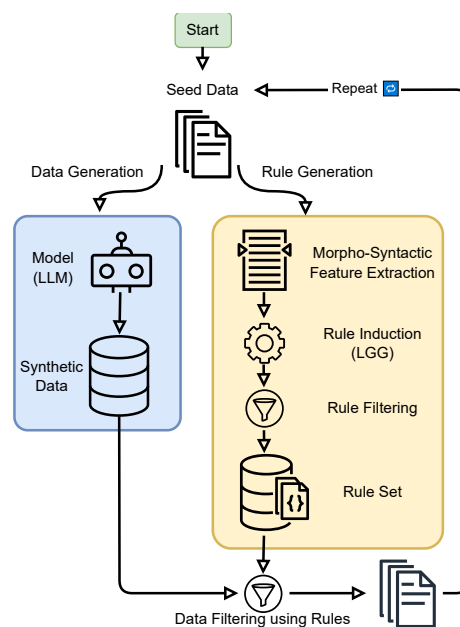 Start
Seed Data
Repeat
Data Generation
Rule Generation
Model
(LLM)
Synthetic
Data
Morpho-Syntactic
Feature Extraction
Rule Induction
(LGG)
Rule Filtering
{}
Rule Set
Data Filtering using Rules